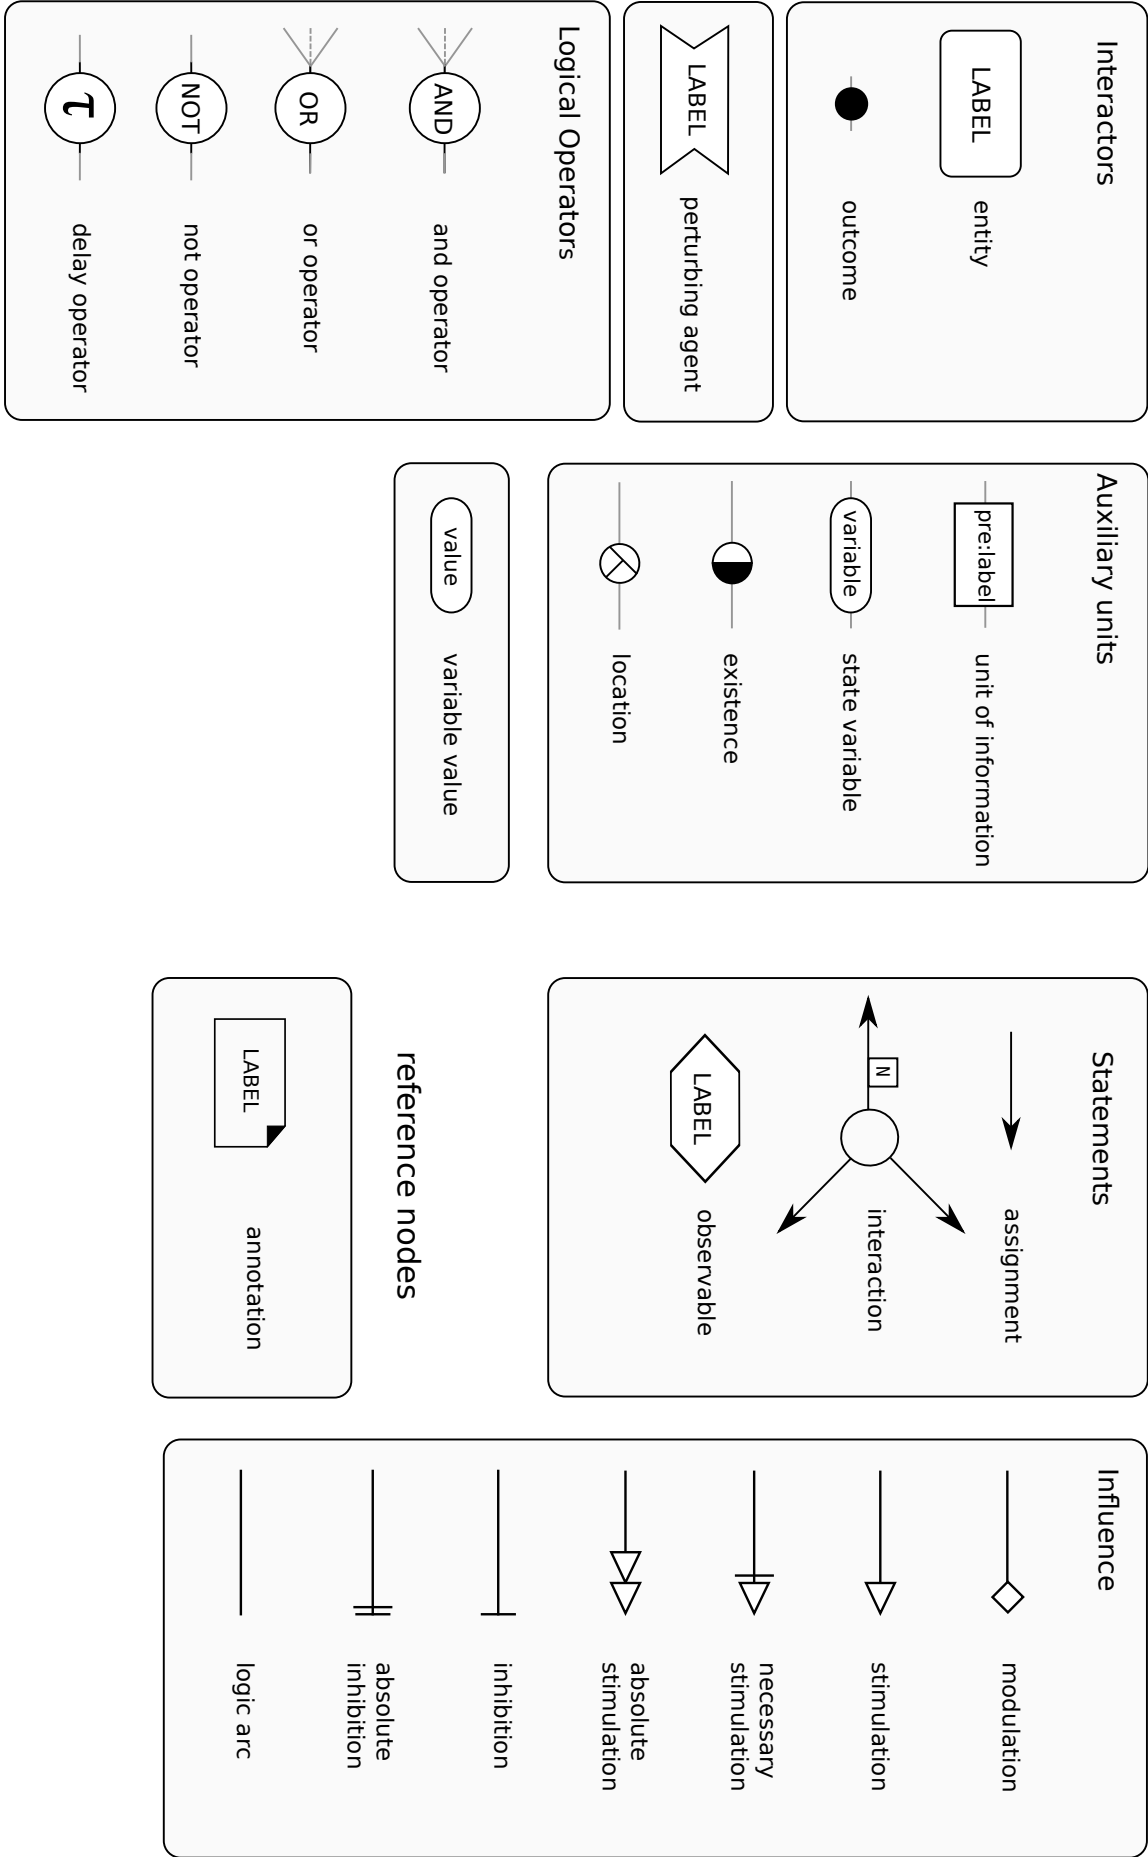 Interactors
LABEL
entity
outcome
LABEL
perturbing agent
Logical Operators
AND
and operator
OR
or operator
NOT
not operator
τ
delay operator
Auxiliary units
pre:label
unit of information
variable
state variable
existence
location
value
variable value
Statements
assignment
N
interaction
LABEL
observable
reference nodes
LABEL
annotation
Influence
modulation
stimulation
necessary
stimulation
absolute
stimulation
inhibition
absolute
inhibition
logic arc